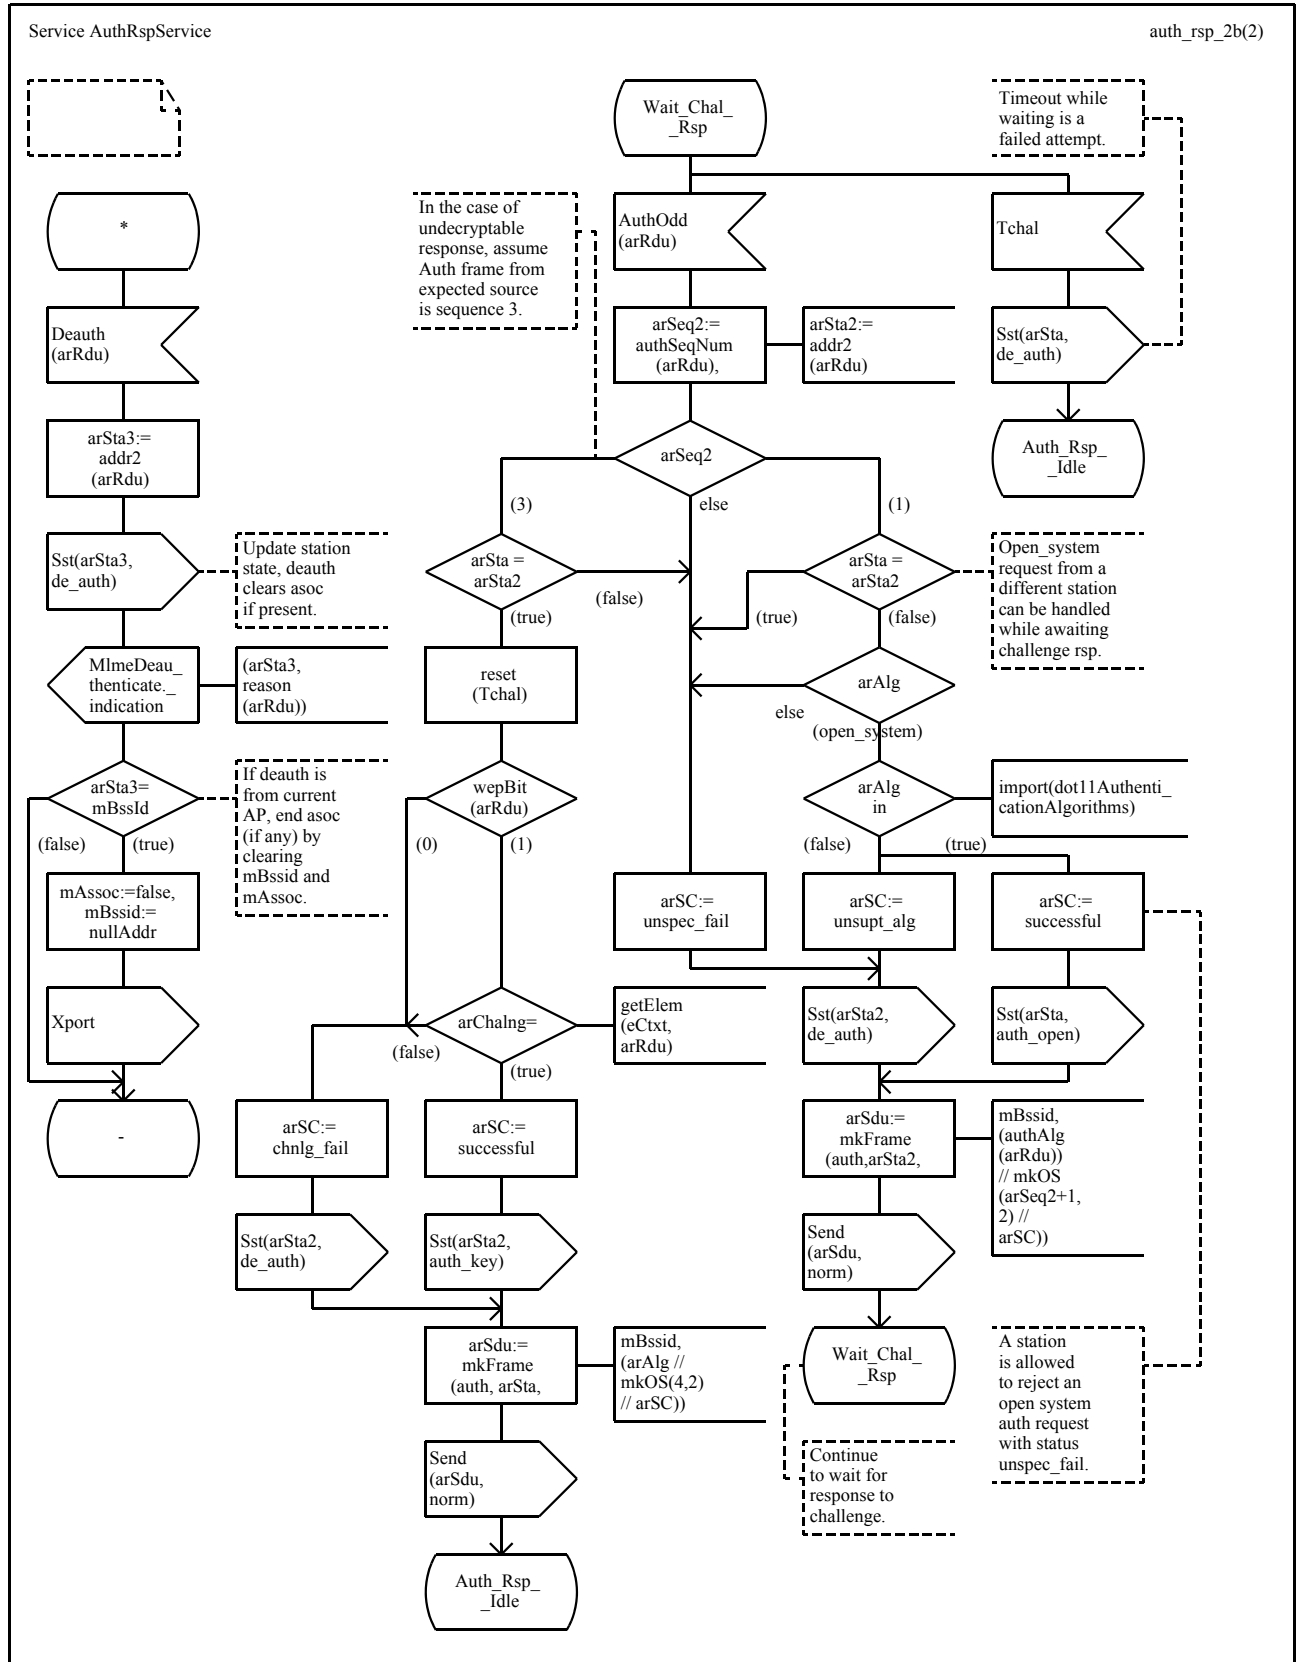 Service AuthRspService
auth_rsp_2b(2)
*
Deauth
(arRdu)
arSta3:=
addr2
(arRdu)
Sst(arSta3,
de_auth)
Update station
state, deauth
clears asoc
if present.
MlmeDeau_
thenticate._
indication
(arSta3,
reason
(arRdu))
arSta3=
mBssId
(false)
(true)
If deauth is
from current
AP, end asoc
(if any) by
clearing
mBssid and
mAssoc.
mAssoc:=false,
mBssid:=
nullAddr
Xport
-
Wait_Chal_
_Rsp
Timeout while
waiting is a
failed attempt.
In the case of
undecryptable
response, assume
Auth frame from
expected source
is sequence 3.
AuthOdd
(arRdu)
Tchal
arSeq2:=
authSeqNum
(arRdu),
arSta2:=
addr2
(arRdu)
Sst(arSta,
de_auth)
Auth_Rsp_
_Idle
arSeq2
(3)
else
(1)
arSta =
arSta2
(false)
(true)
arSta =
arSta2
(true)
(false)
Open_system
request from a
different station
can be handled
while awaiting
challenge rsp.
reset
(Tchal)
arAlg
else
(open_system)
wepBit
(arRdu)
(0)
(1)
arAlg
in
import(dot11Authenti_
cationAlgorithms)
(false)
(true)
arSC:=
unspec_fail
arSC:=
unsupt_alg
arSC:=
successful
arChalng=
getElem
(eCtxt,
arRdu)
(false)
(true)
Sst(arSta2,
de_auth)
Sst(arSta,
auth_open)
arSC:=
chnlg_fail
arSC:=
successful
arSdu:=
mkFrame
(auth,arSta2,
mBssid,
(authAlg
(arRdu))
// mkOS
(arSeq2+1,
2) //
arSC))
Sst(arSta2,
de_auth)
Sst(arSta2,
auth_key)
Send
(arSdu,
norm)
arSdu:=
mkFrame
(auth, arSta,
mBssid,
(arAlg //
mkOS(4,2)
// arSC))
Wait_Chal_
_Rsp
A station
is allowed
to reject an
open system
auth request
with status
unspec_fail.
Send
(arSdu,
norm)
Continue
to wait for
response to
challenge.
Auth_Rsp_
_Idle